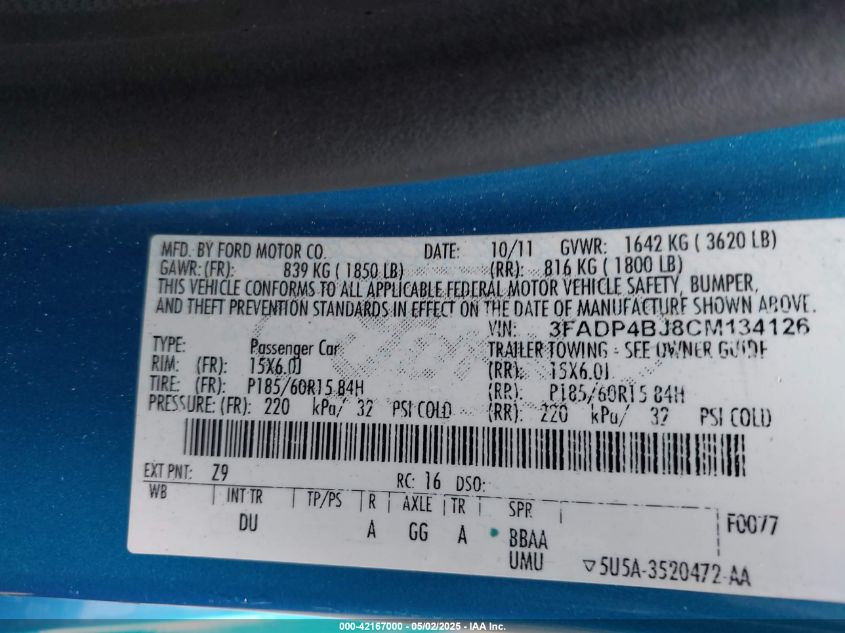 MFD. BY FORD MOTOR CO. DATE: 10/11 GVWR: 1642 KG ( 3620 LB)
GAWR: (FR): 839 KG ( 1850 LB) (RR): 816 KG ( 1800 LB)
THIS VEHICLE CONFORMS TO ALL APPLICABLE FEDERAL MOTOR VEHICLE SAFETY, BUMPER,
AND THEFT PREVENTION STANDARDS IN EFFECT ON THE DATE OF MANUFACTURE SHOWN ABOVE.
VIN: 3FADP4BJ8CM134126
TYPE: Passenger Car TRAILER TOWING - SEE OWNER GUIDE
RIM: (FR): 15X6.0J (RR): 15X6.0J
TIRE: (FR): P185/60R15 84H (RR): P185/60R15 84H
PRESSURE: (FR): 220 kPa/ 32 PSI COLD (RR): 220 kPa/ 32 PSI COLD
EXT PNT: Z9 RC: 16 DSO:
WB INT TR TP/PS R AXLE TR SPR
DU A GG A BBAA F0077
UMU ▽5U5A-3520472-AA
000-42167000 - 05/02/2025 - IAA Inc.